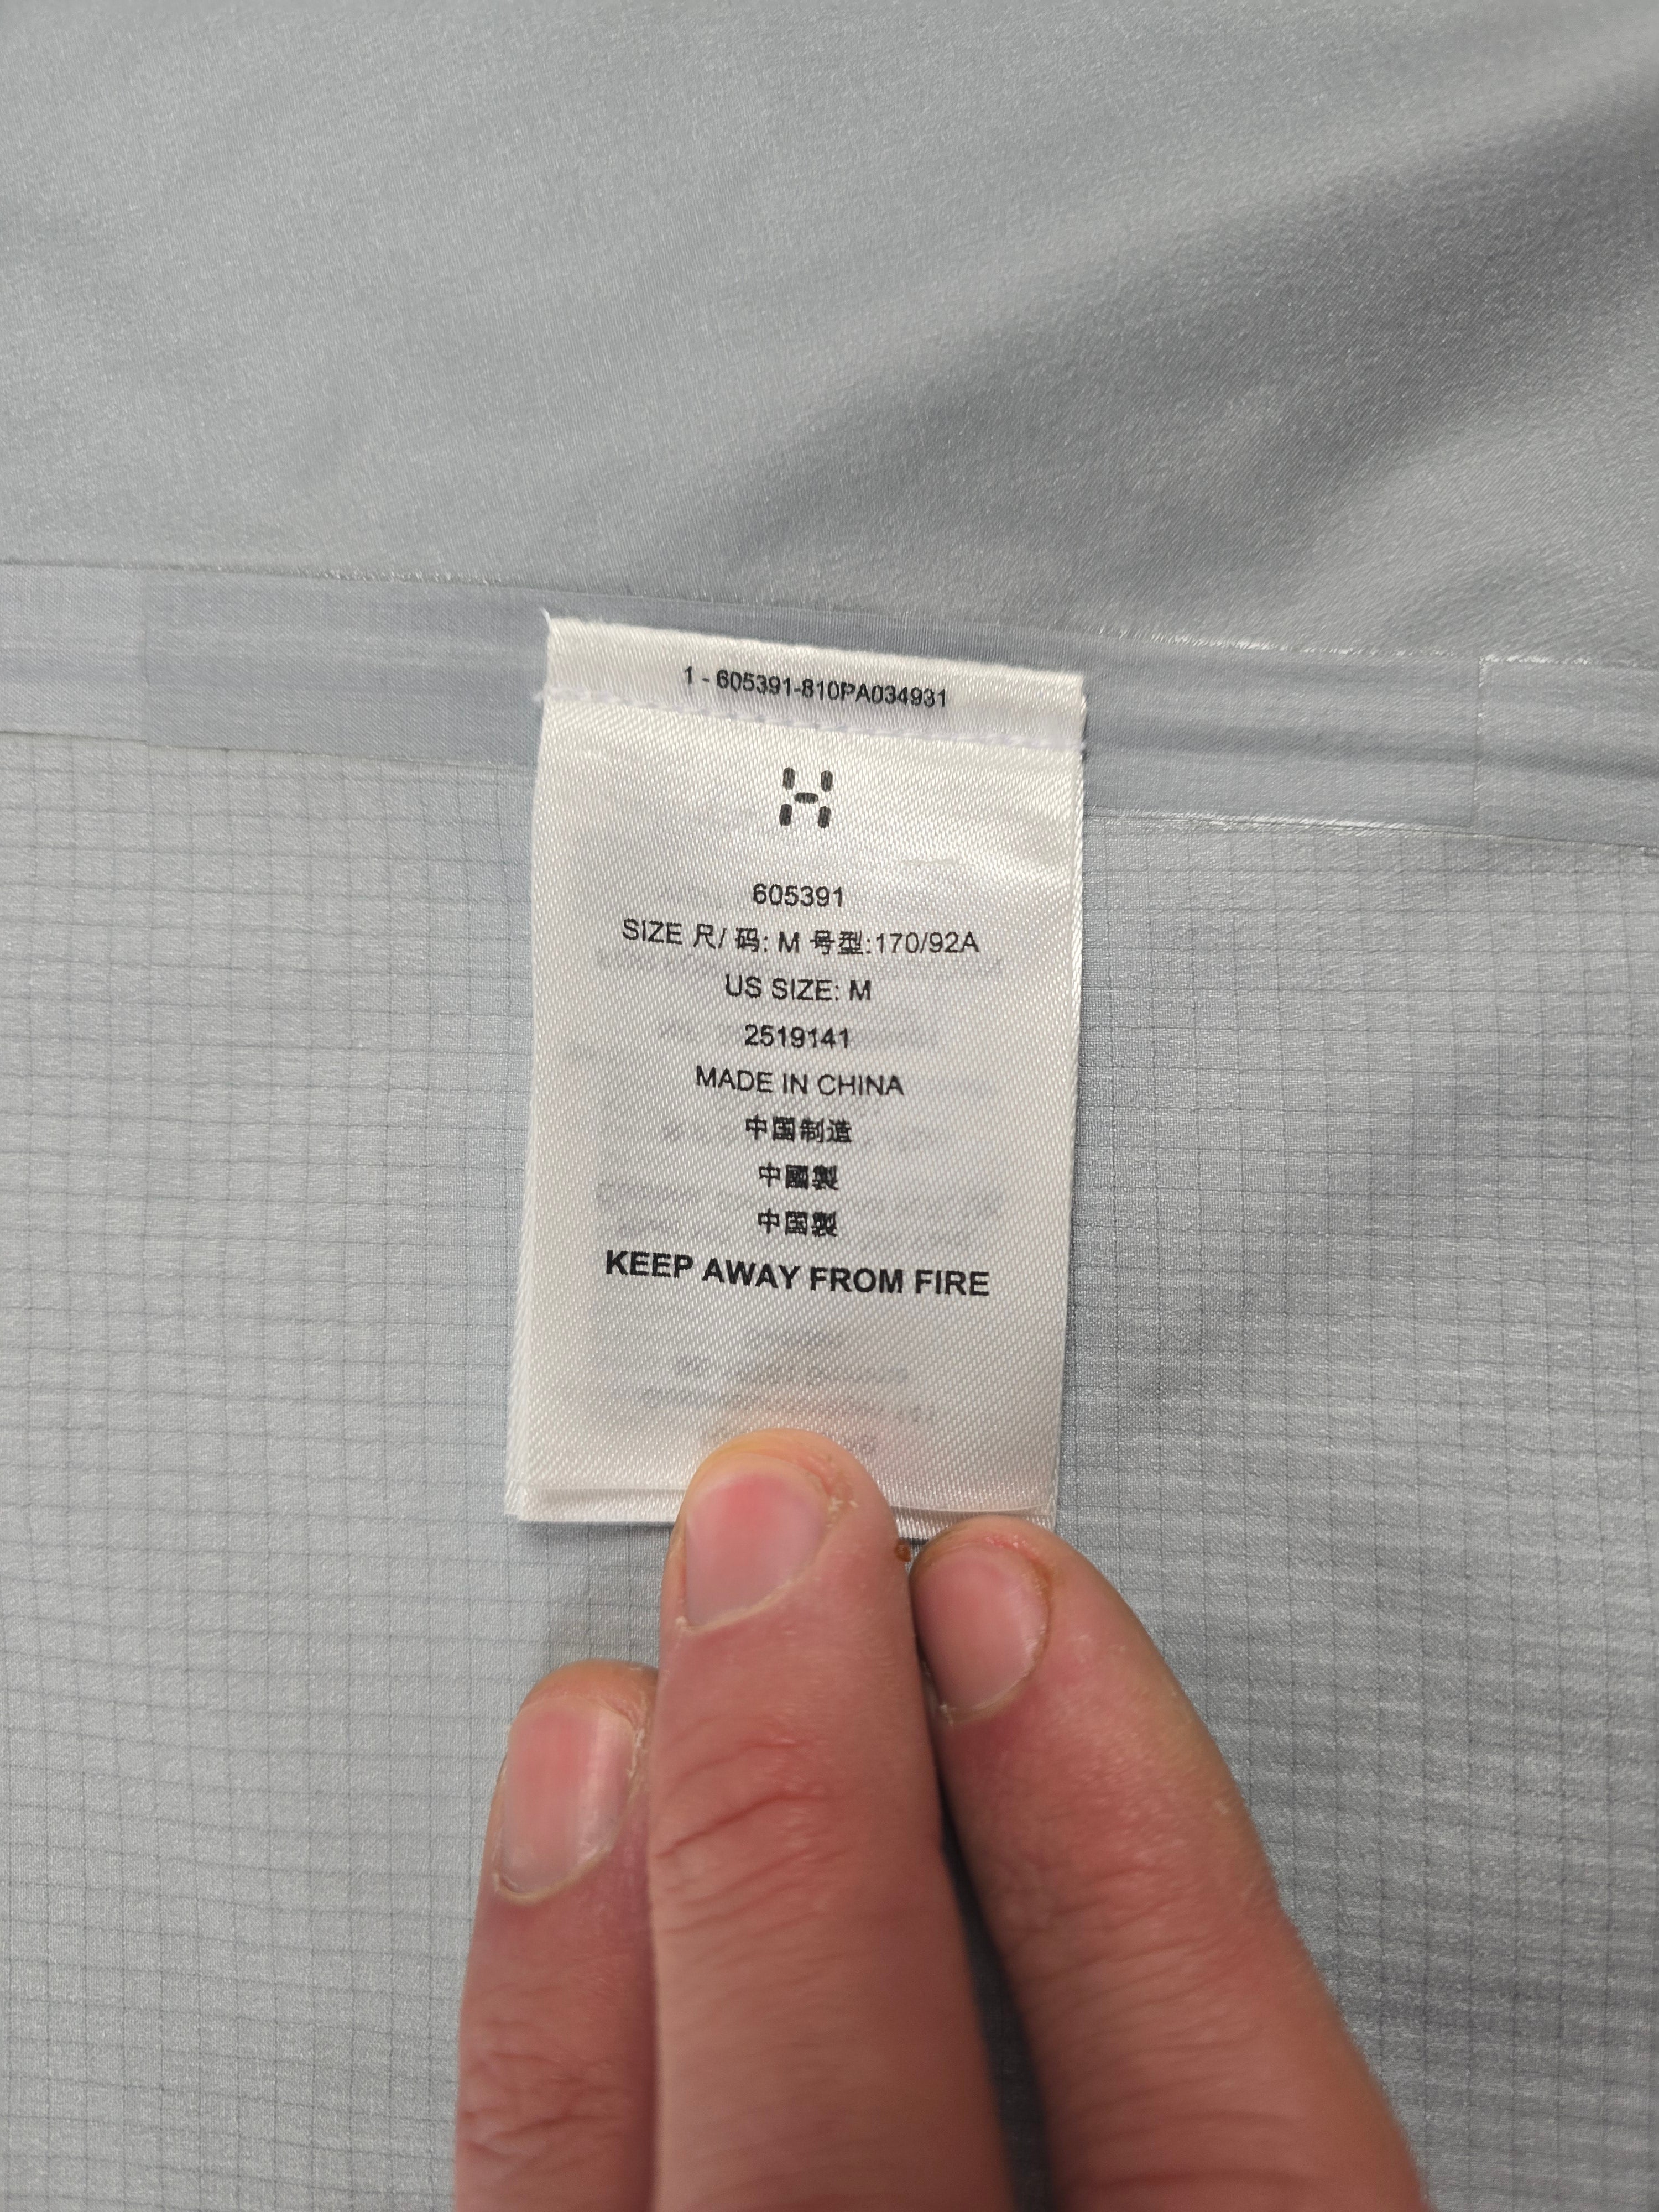 1 - 605391-810PA034931
H
605391
SIZE 尺/ 码: M 号型:170/92A
US SIZE: M
2519141
MADE IN CHINA
中国制造
中國製
中国製
KEEP AWAY FROM FIRE